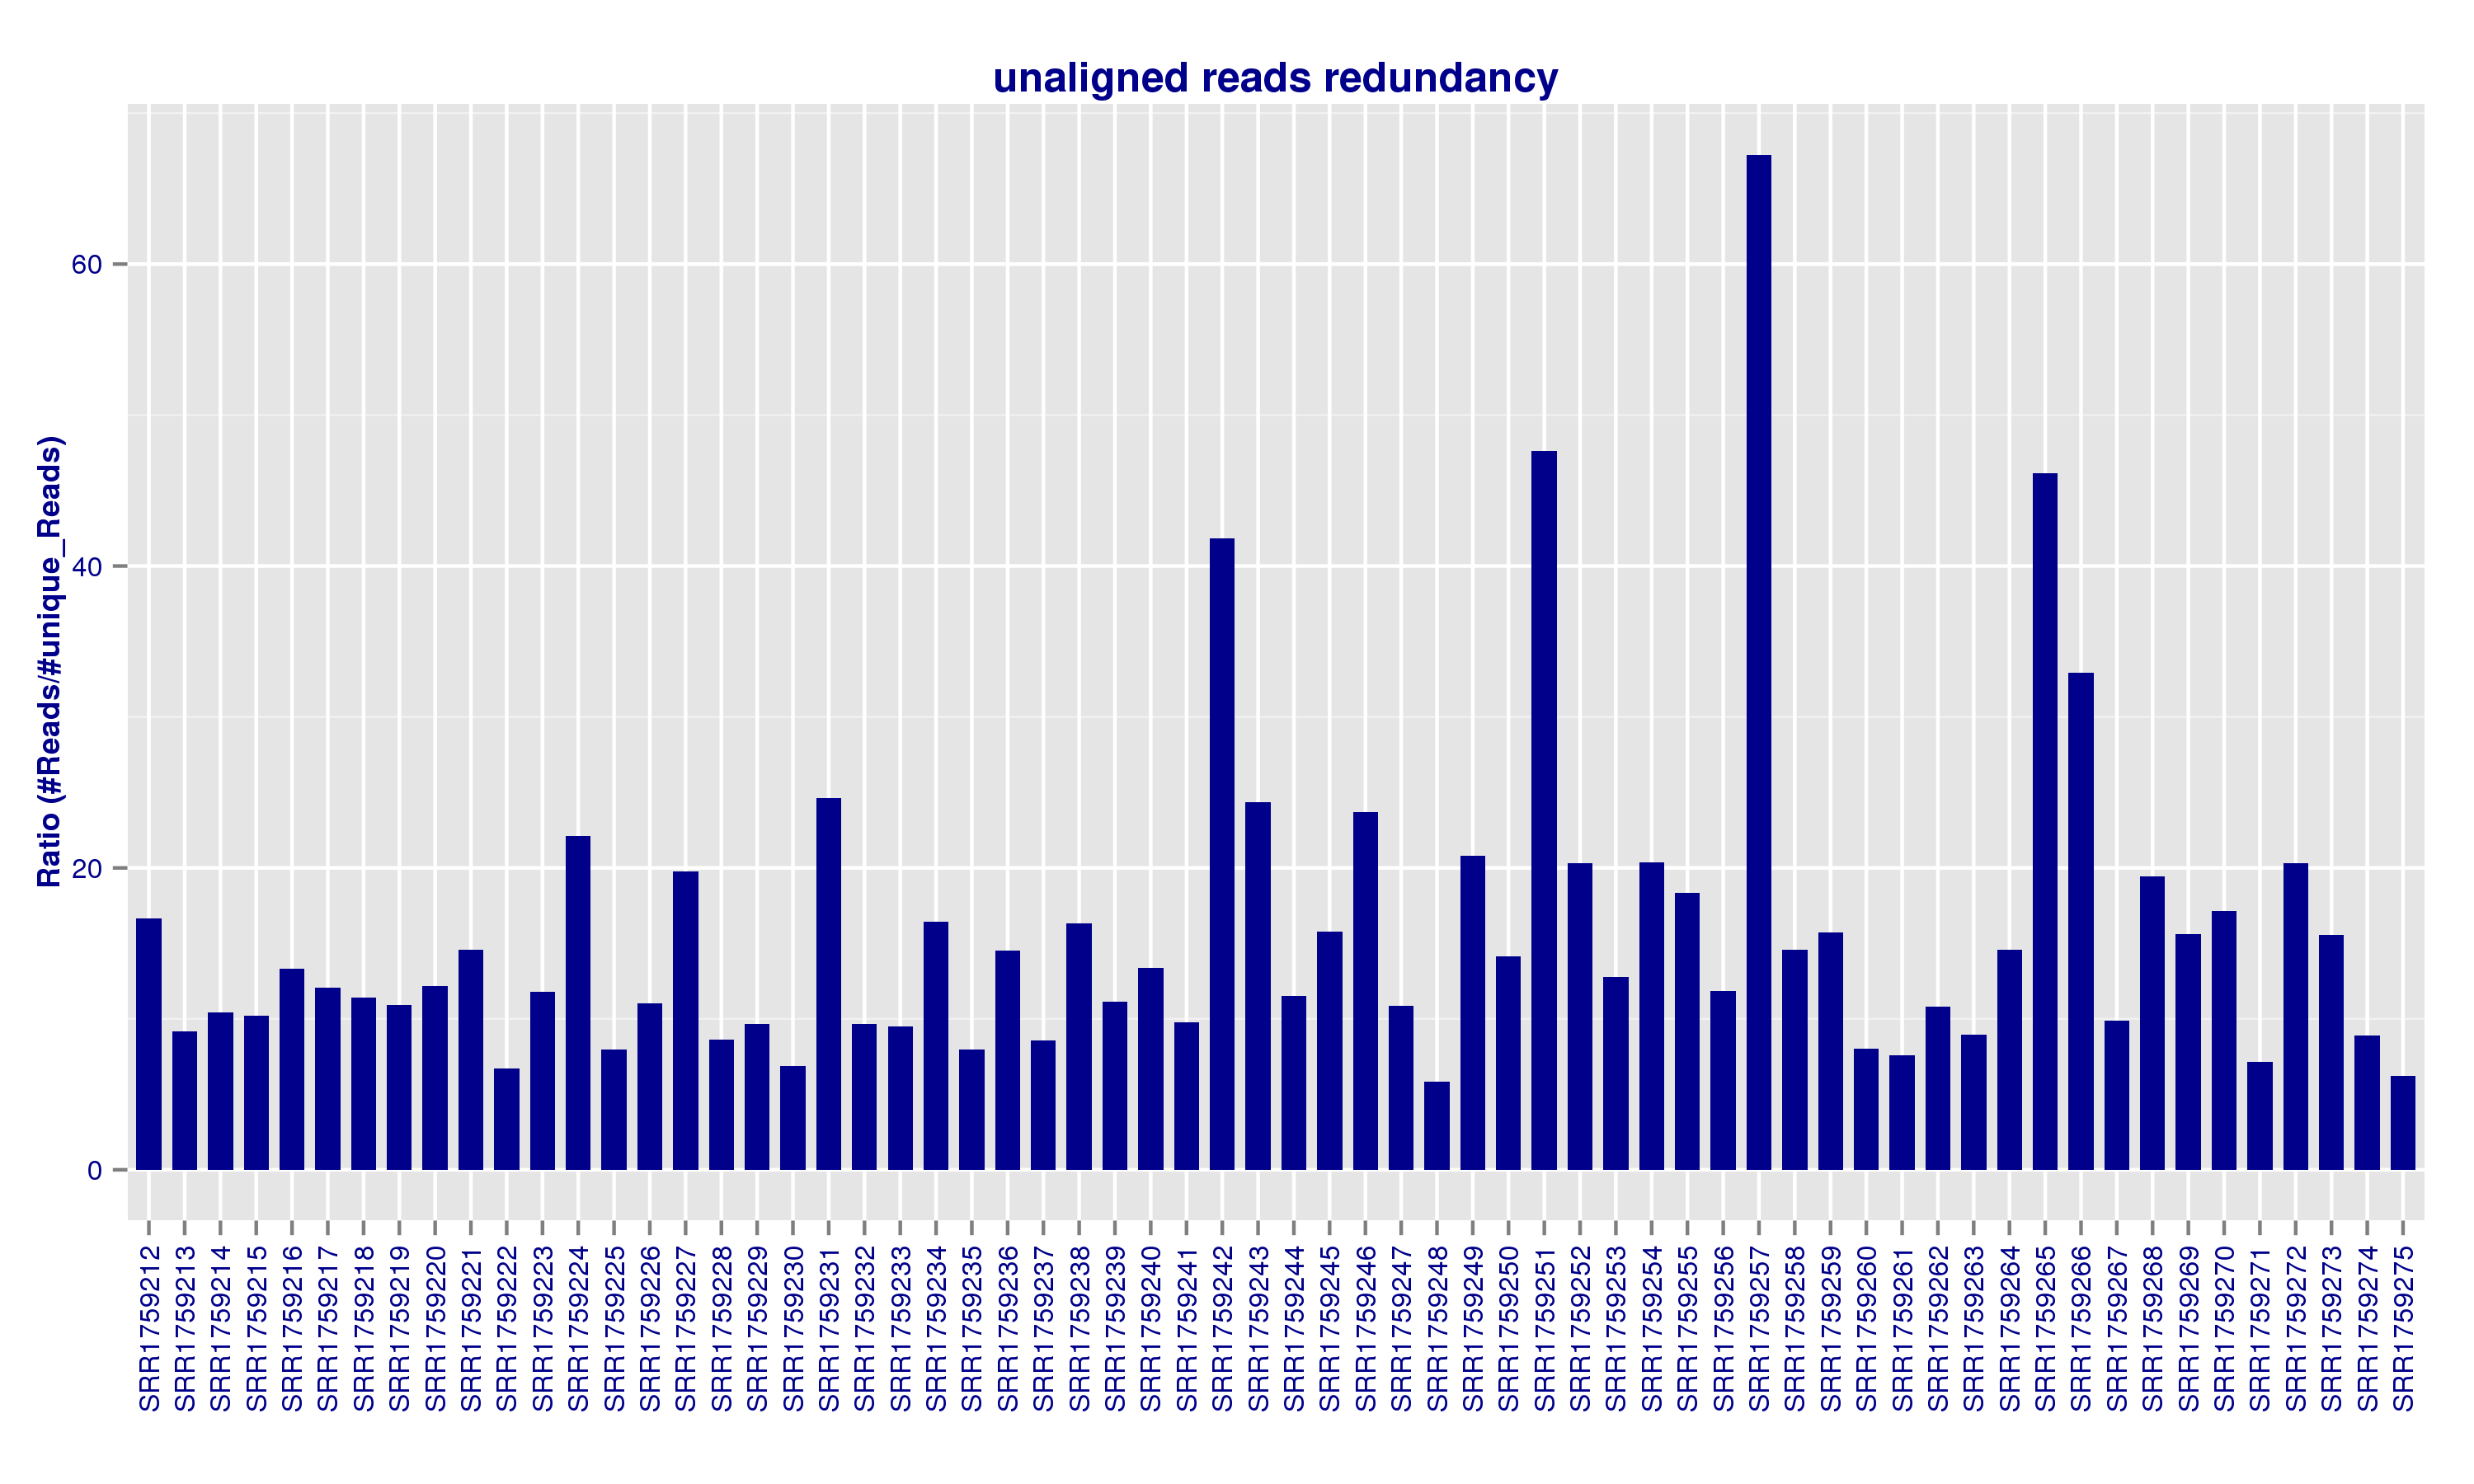 unaligned reads redundancy
Ratio (#Reads/#unique_Reads)
60
40
20
0
SRR1759212
SRR1759213
SRR1759214
SRR1759215
SRR1759216
SRR1759217
SRR1759218
SRR1759219
SRR1759220
SRR1759221
SRR1759222
SRR1759223
SRR1759224
SRR1759225
SRR1759226
SRR1759227
SRR1759228
SRR1759229
SRR1759230
SRR1759231
SRR1759232
SRR1759233
SRR1759234
SRR1759235
SRR1759236
SRR1759237
SRR1759238
SRR1759239
SRR1759240
SRR1759241
SRR1759242
SRR1759243
SRR1759244
SRR1759245
SRR1759246
SRR1759247
SRR1759248
SRR1759249
SRR1759250
SRR1759251
SRR1759252
SRR1759253
SRR1759254
SRR1759255
SRR1759256
SRR1759257
SRR1759258
SRR1759259
SRR1759260
SRR1759261
SRR1759262
SRR1759263
SRR1759264
SRR1759265
SRR1759266
SRR1759267
SRR1759268
SRR1759269
SRR1759270
SRR1759271
SRR1759272
SRR1759273
SRR1759274
SRR1759275